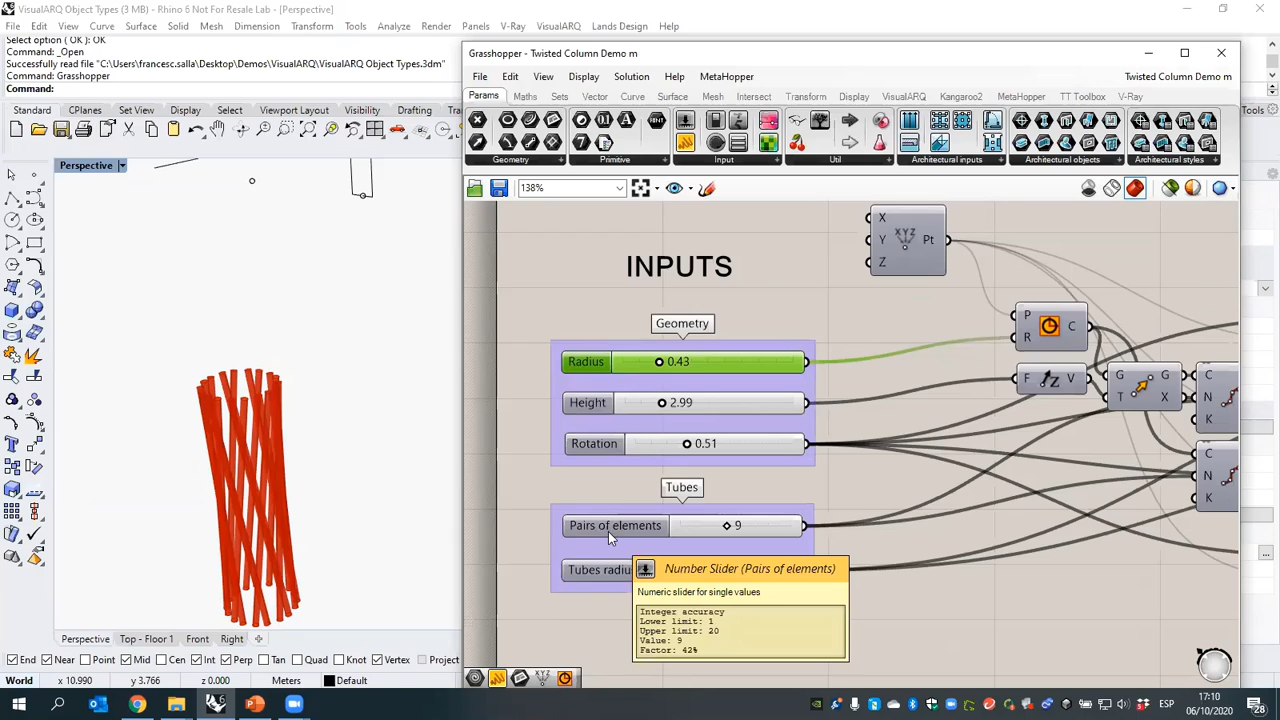 VisualARQ Object Types (3 MB) - Rhino 6 Not For Resale Lab - [Perspective]
File Edit View Curve Surface Solid Mesh Dimension Transform Tools Analyze Render Panels V-Ray VisualARQ Lands Design Help
Select option ( OK): OK
Command: _Open
Successfully read file "C:\Users\francesc.salla\Desktop\Demos\VisualARQ\VisualARQ Object Types.3dm"
Command: Grasshopper
Command:
Standard CPlanes Set View Display Select Viewport Layout Visibility Drafting
Tools
Perspective
Grasshopper - Twisted Column Demo m
File Edit View Display Solution Help MetaHopper Twisted Column Demo m
Params Maths Sets Vector Curve Surface Mesh Intersect Transform Display VisualARQ Kangaroo2 MetaHopper TT Toolbox V-Ray
Geometry Primitive Input Util Architectural inputs Architectural objects Architectural styles
138%
INPUTS
X
Y
Z
XYZ
Pt
Geometry
Radius 0.43
Height 2.99
Rotation 0.51
P
R
C
F
V
G
T
G
X
C
N
K
C
N
K
Tubes
Pairs of elements 9
Tubes radiu
Number Slider (Pairs of elements)
Numeric slider for single values
Integer accuracy
Lower limit: 1
Upper limit: 20
Value: 9
Factor: 42%
Perspective Top - Floor 1 Front Right
End Near Point Mid Cen Int Perp Tan Quad Knot Vertex Project
World x 10.990 y 3.766 z 0.000 Meters Default
ESP
17:10
06/10/2020
28